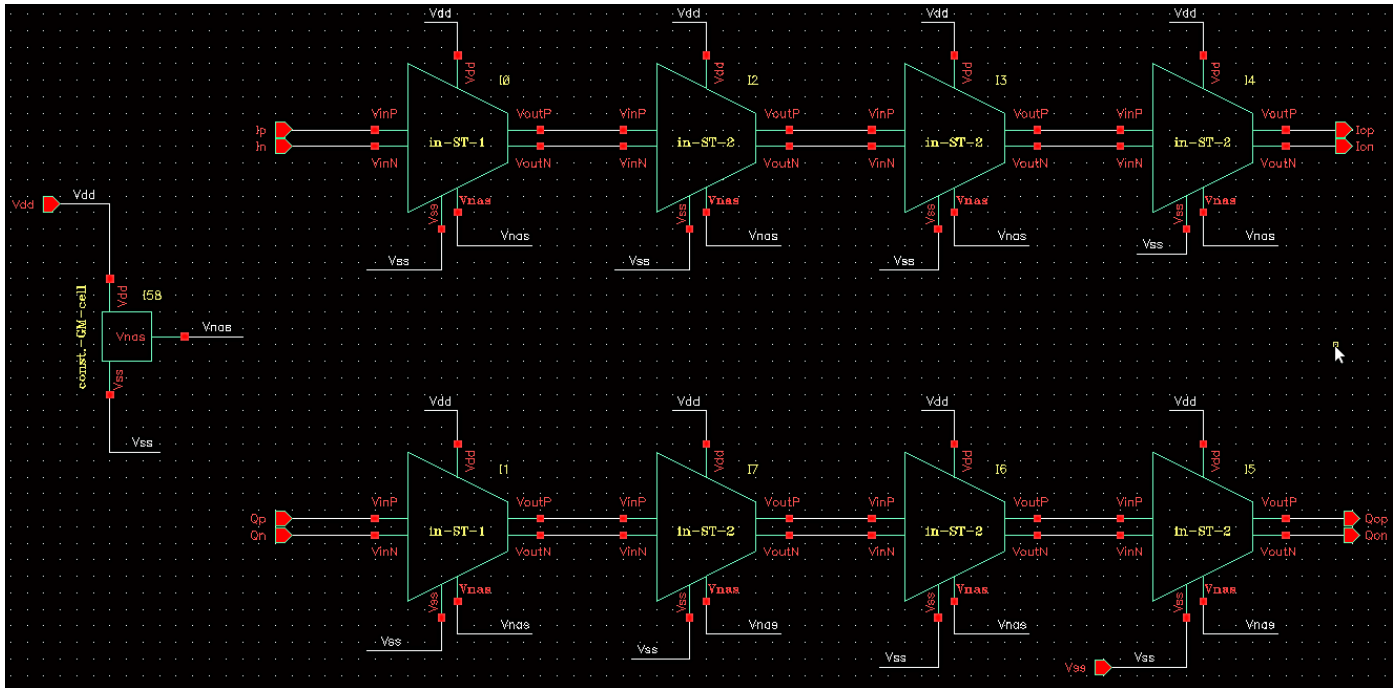 Vdd Vdd Vdd Vdd
Vdd I0 Vdd I2 Vdd I3 Vdd I4
VinP VoutP VinP VoutP VinP VoutP VinP VoutP Iop
Ip in-ST-1 in-ST-2 in-ST-2 in-ST-2
In VinN VoutN VinN VoutN VinN VoutN VinN VoutN Ion
Vss Vnas Vss Vnas Vss Vnas Vss Vnas
Vnas Vnas Vnas Vnas
Vss Vss Vss Vss
Vdd Vdd
Vdd I58
const.-GM-cell Vnas Vnas
Vss
Vss
Vdd Vdd Vdd Vdd
Vdd I1 Vdd I7 Vdd I6 Vdd I5
VinP VoutP VinP VoutP VinP VoutP VinP VoutP
Qp Qop
in-ST-1 in-ST-2 in-ST-2 in-ST-2
Qn Qon
VinN VoutN VinN VoutN VinN VoutN VinN VoutN
Vss Vnas Vss Vnas Vss Vnas Vss Vnas
Vnas Vnas Vnas Vnas
Vss Vss Vss Vss Vss